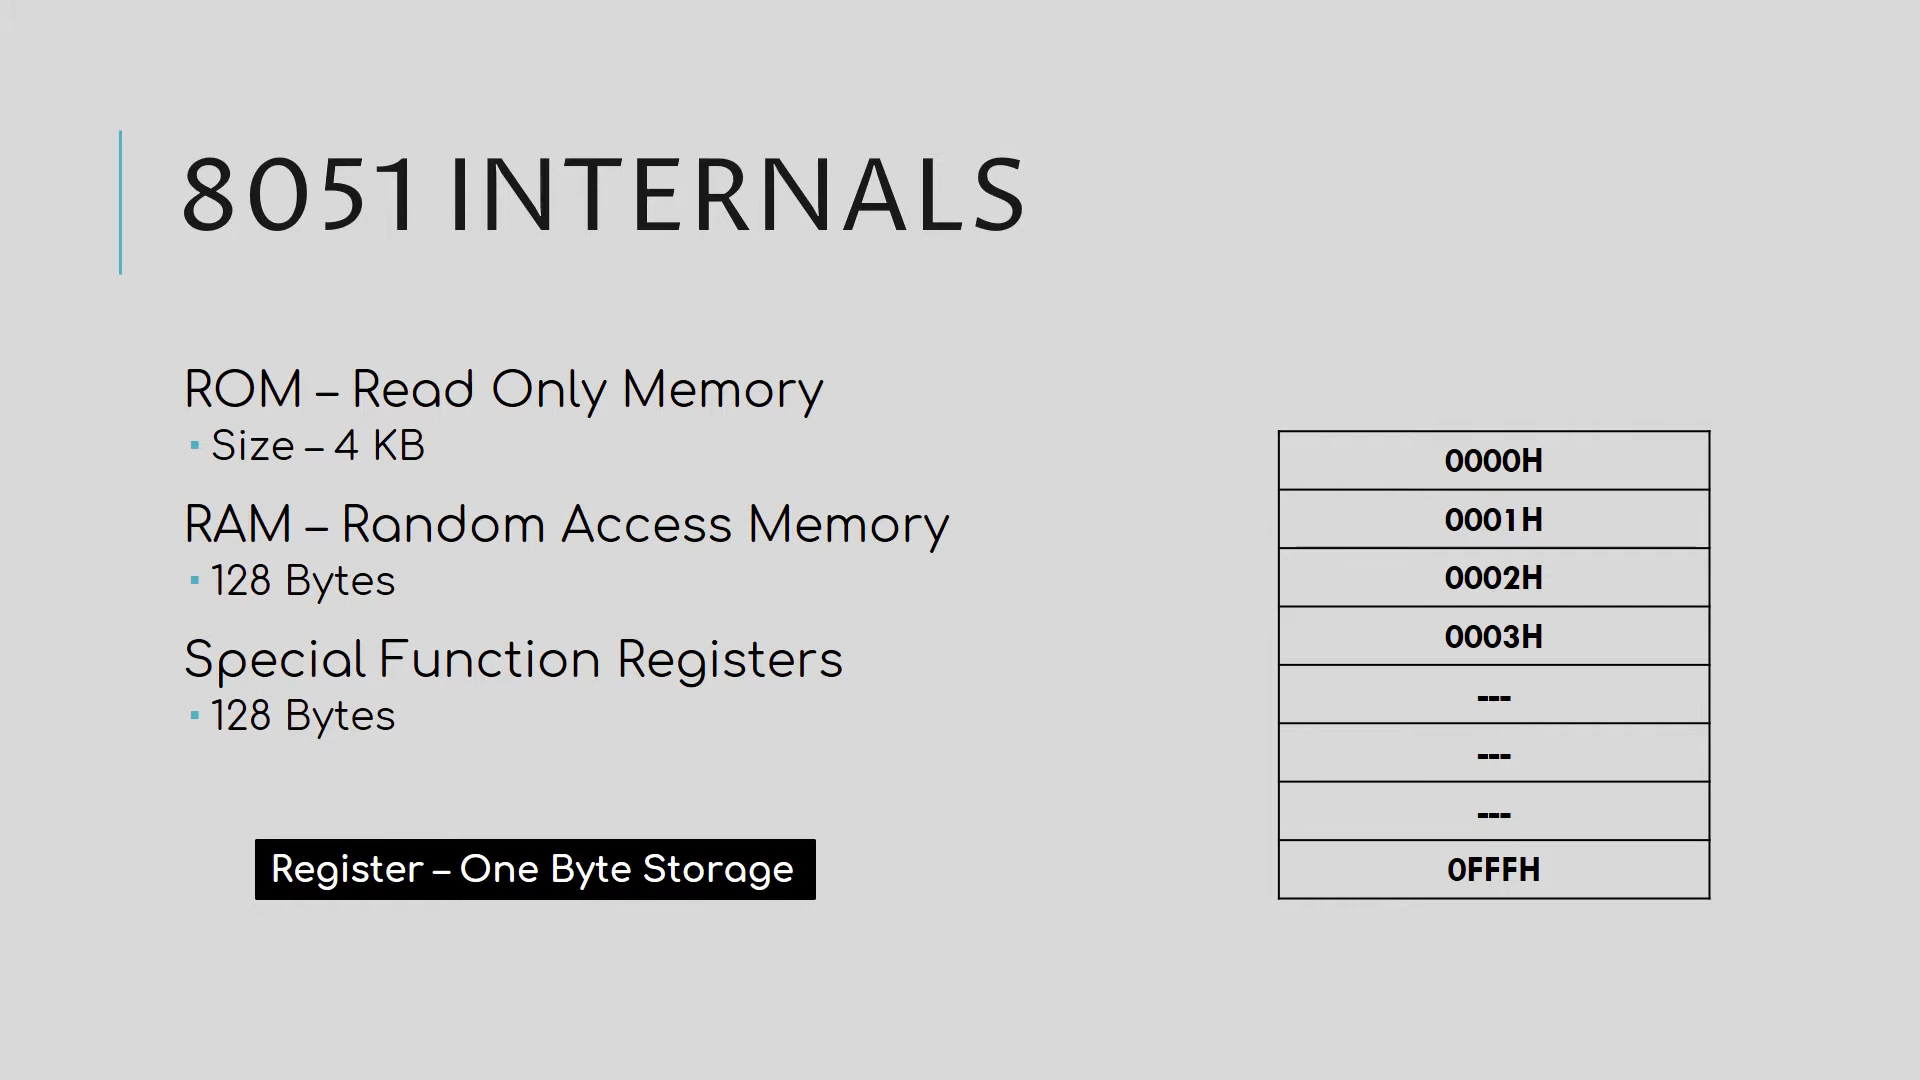 8051 INTERNALS
ROM – Read Only Memory
▪ Size – 4 KB
RAM – Random Access Memory
▪ 128 Bytes
Special Function Registers
▪ 128 Bytes
Register – One Byte Storage
0000H
0001H
0002H
0003H
---
---
---
0FFFH